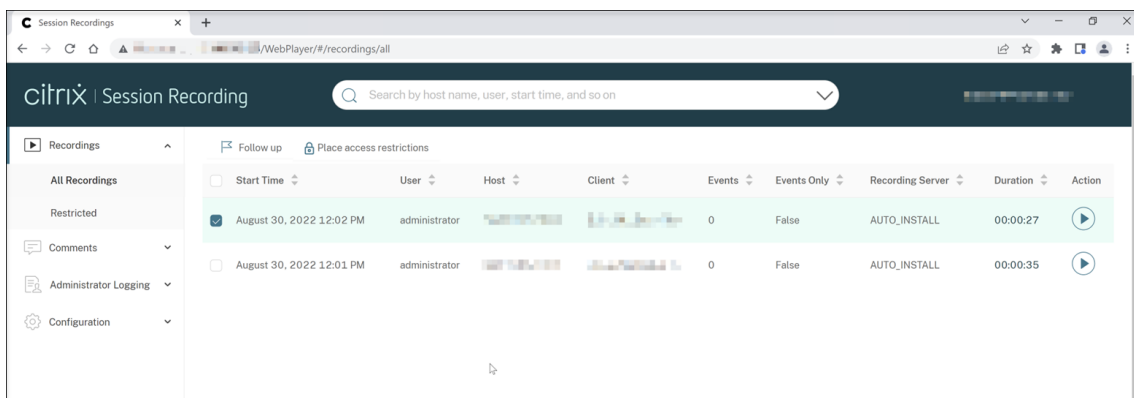 Session Recordings
/WebPlayer/#/recordings/all
citrix | Session Recording
Search by host name, user, start time, and so on
Recordings
All Recordings
Restricted
Comments
Administrator Logging
Configuration
Follow up Place access restrictions
Start Time User Host Client Events Events Only Recording Server Duration Action
August 30, 2022 12:02 PM administrator 0 False AUTO_INSTALL 00:00:27
August 30, 2022 12:01 PM administrator 0 False AUTO_INSTALL 00:00:35